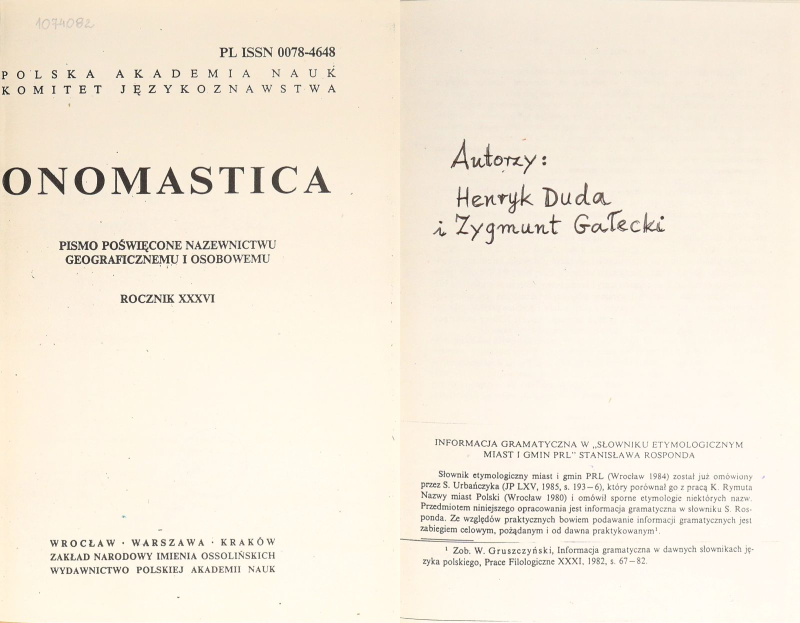 1074082
PL ISSN 0078-4648
POLSKA AKADEMIA NAUK
KOMITET JĘZYKOZNAWSTWA
ONOMASTICA
PISMO POŚWIĘCONE NAZEWNICTWU
GEOGRAFICZNEMU I OSOBOWEMU
ROCZNIK XXXVI
WROCŁAW · WARSZAWA · KRAKÓW
ZAKŁAD NARODOWY IMIENIA OSSOLIŃSKICH
WYDAWNICTWO POLSKIEJ AKADEMII NAUK
Autorzy:
Henryk Duda
i Zygmunt Gałecki
INFORMACJA GRAMATYCZNA W „SŁOWNIKU ETYMOLOGICZNYM
MIAST I GMIN PRL” STANISŁAWA ROSPONDA
Słownik etymologiczny miast i gmin PRL (Wrocław 1984) został już omówiony
przez S. Urbańczyka (JP LXV, 1985, s. 193–6), który porównał go z pracą K. Rymuta
Nazwy miast Polski (Wrocław 1980) i omówił sporne etymologie niektórych nazw.
Przedmiotem niniejszego opracowania jest informacja gramatyczna w słowniku S. Ros-
ponda. Ze względów praktycznych bowiem podawanie informacji gramatycznych jest
zabiegiem celowym, pożądanym i od dawna praktykowanym¹.
¹ Zob. W. Gruszczyński, Informacja gramatyczna w dawnych słownikach ję-
zyka polskiego, Prace Filologiczne XXXI, 1982, s. 67–82.